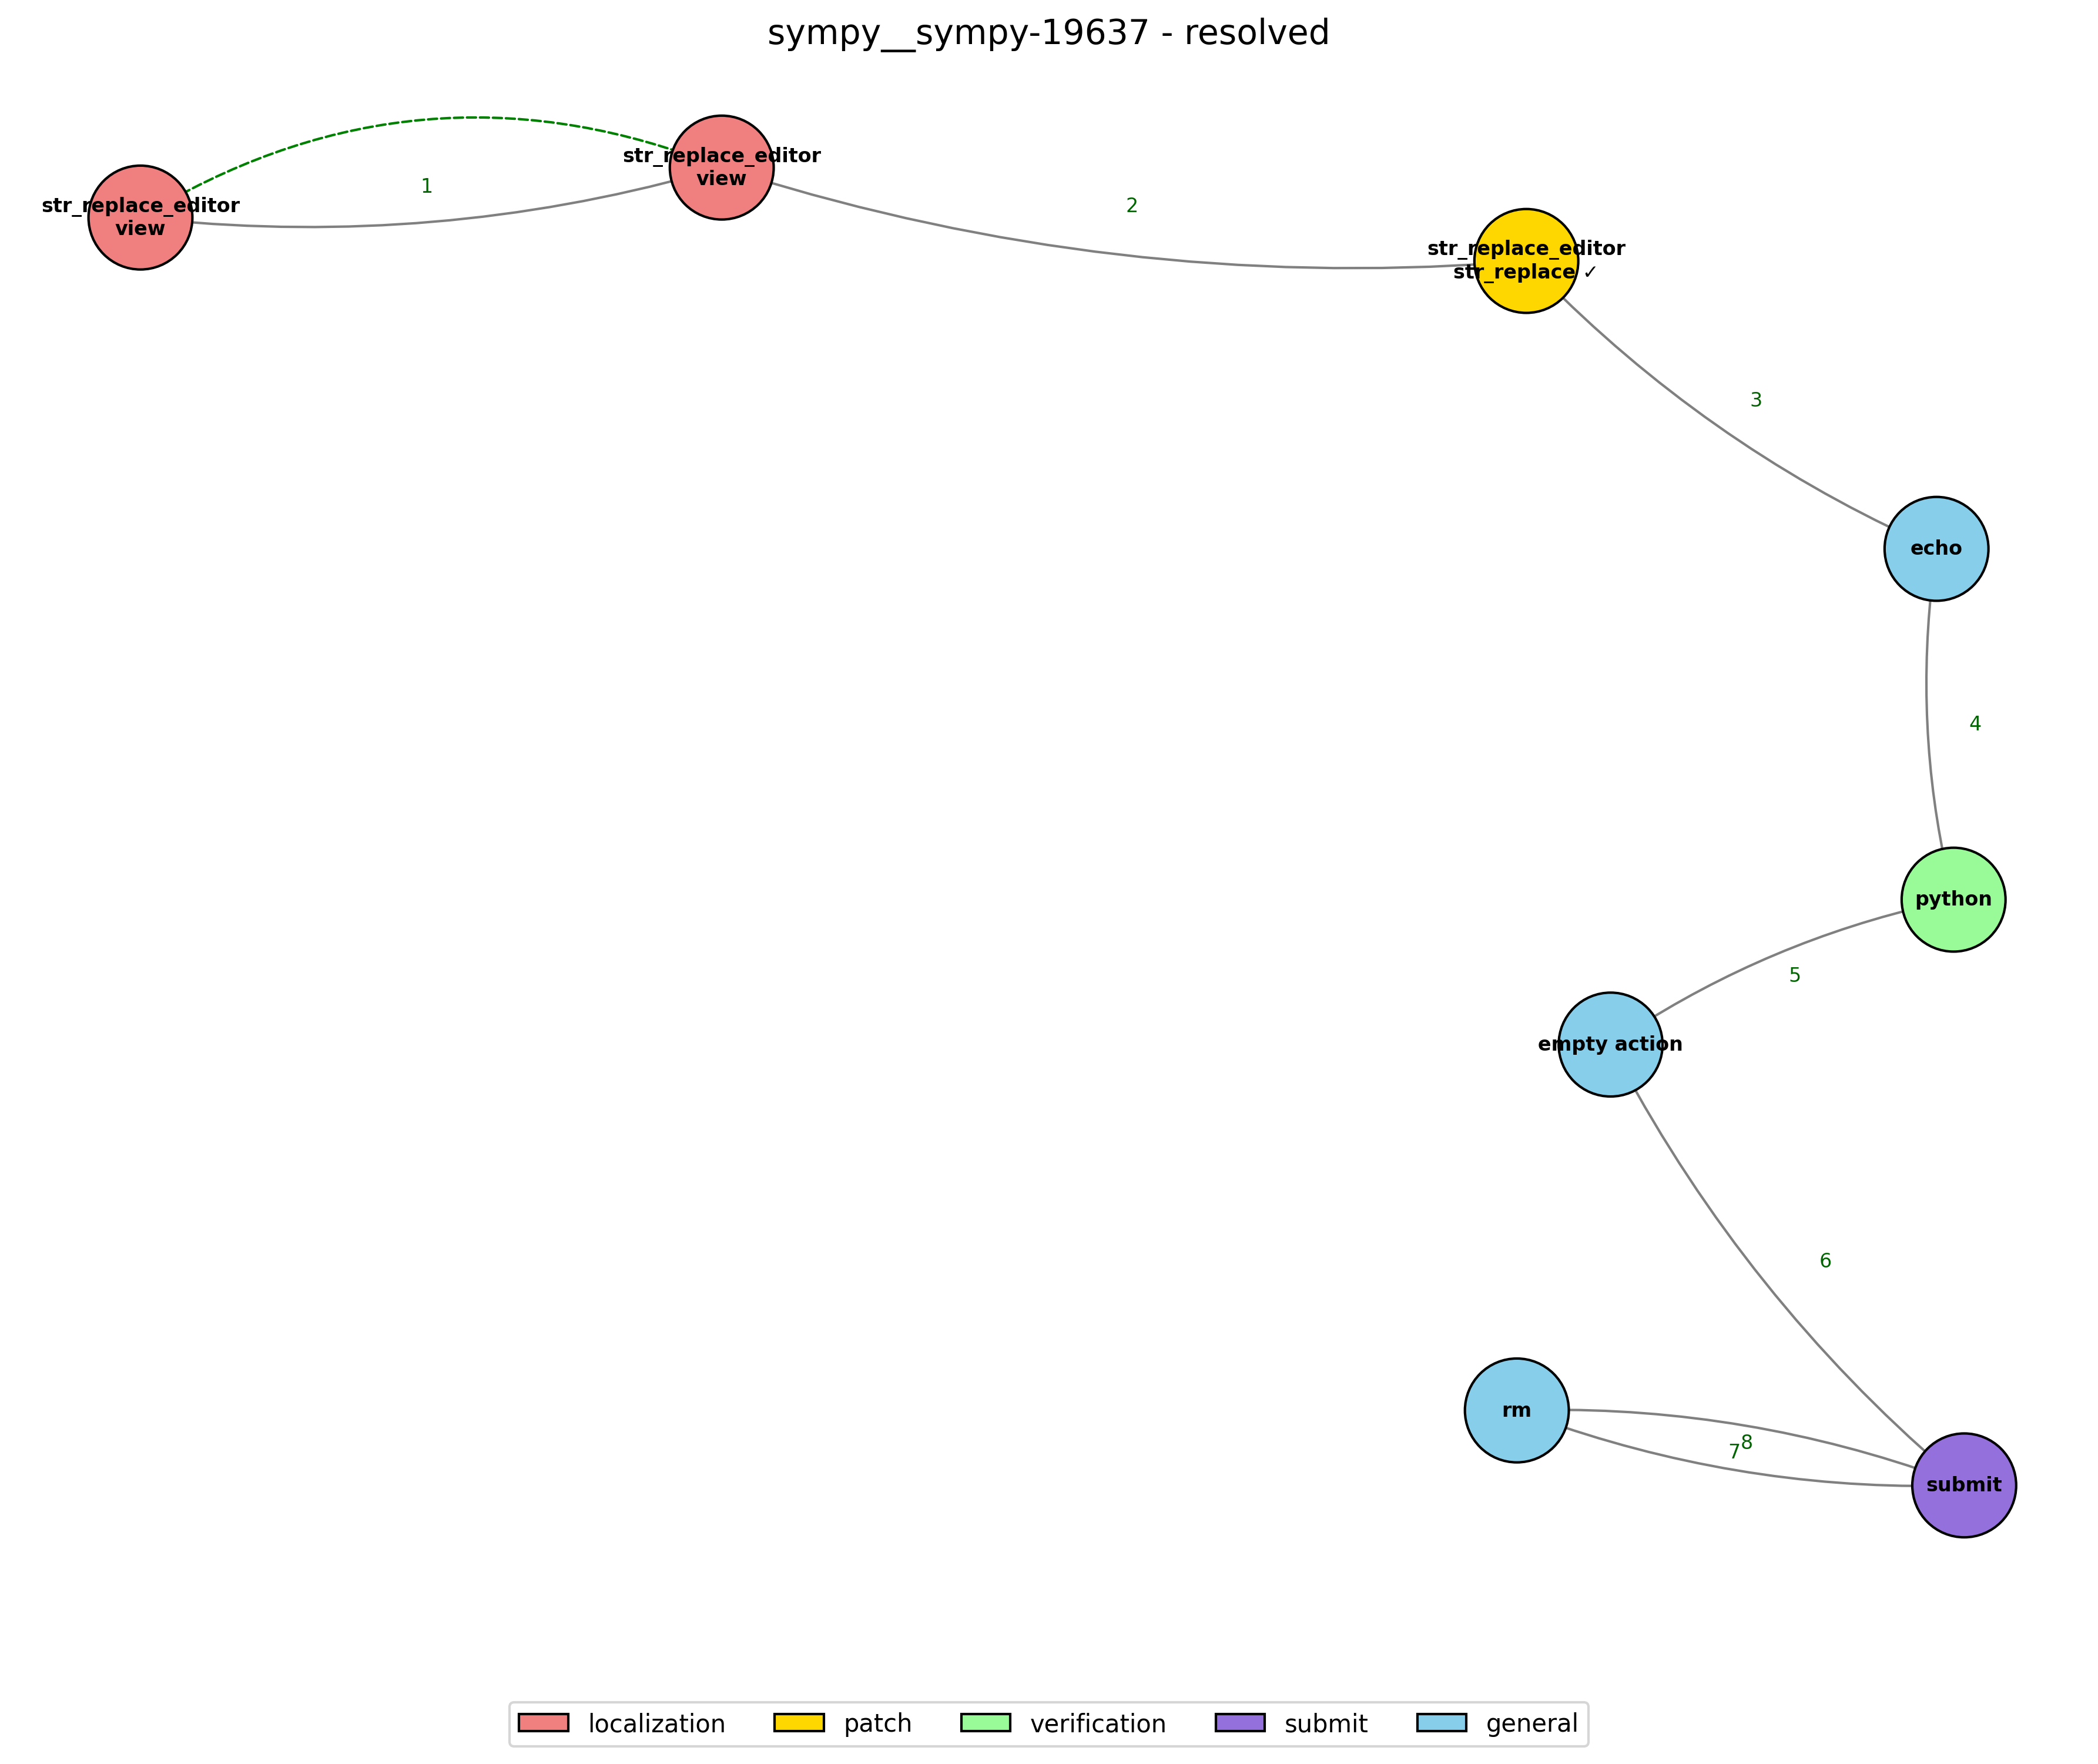 sympy__sympy-19637 - resolved
str_replace_editor
view
1
str_replace_editor
view
2
str_replace_editor
str_replace ✓
3
echo
4
python
5
empty action
6
rm
7
8
submit
localization
patch
verification
submit
general